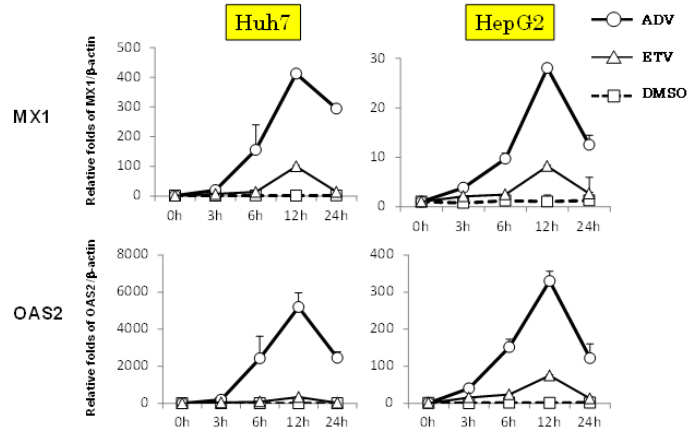 Huh7
HepG2
ADV
ETV
DMSO
MX1
Relative folds of MX1/β-actin
500
400
300
200
100
0
0h 3h 6h 12h 24h
30
20
10
0
0h 3h 6h 12h 24h
OAS2
Relative folds of OAS2/β-actin
8000
6000
4000
2000
0
0h 3h 6h 12h 24h
400
300
200
100
0
0h 3h 6h 12h 24h